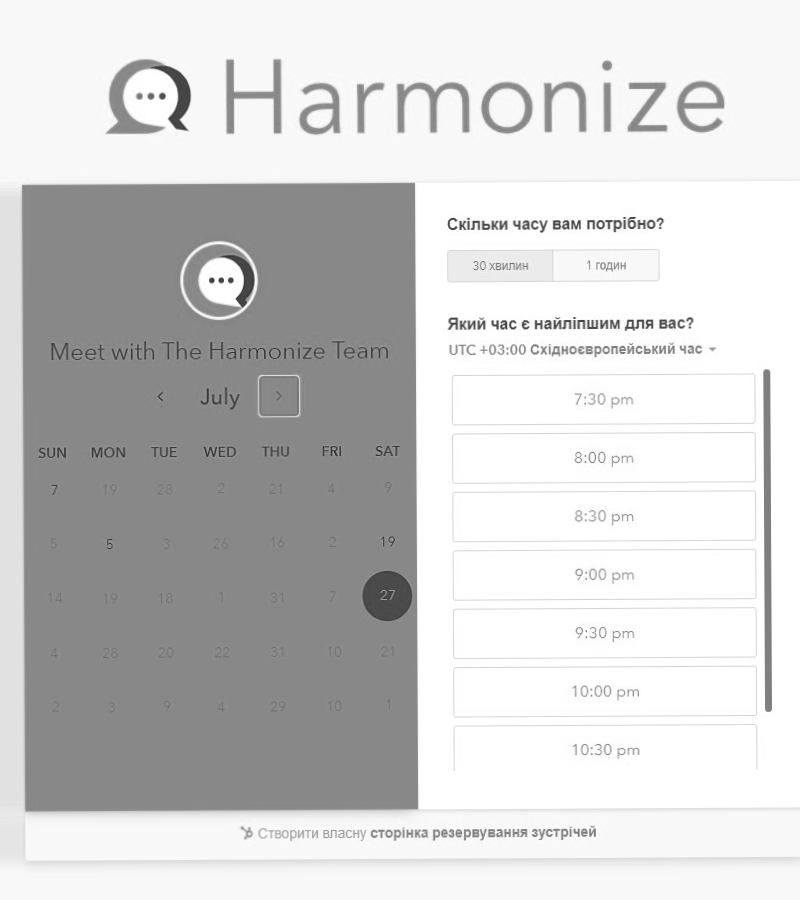 Harmonize
Meet with The Harmonize Team
July
SUN MON TUE WED THU FRI SAT
7 19 28 2 21 4 9
5 5 3 26 16 2 19
14 19 18 1 31 7 27
4 28 20 22 31 10 21
2 3 9 4 29 10 1
Скільки часу вам потрібно?
30 хвилин 1 годин
Який час є найліпшим для вас?
UTC +03:00 Східноєвропейський час
7:30 pm
8:00 pm
8:30 pm
9:00 pm
9:30 pm
10:00 pm
10:30 pm
Створити власну сторінка резервування зустрічей